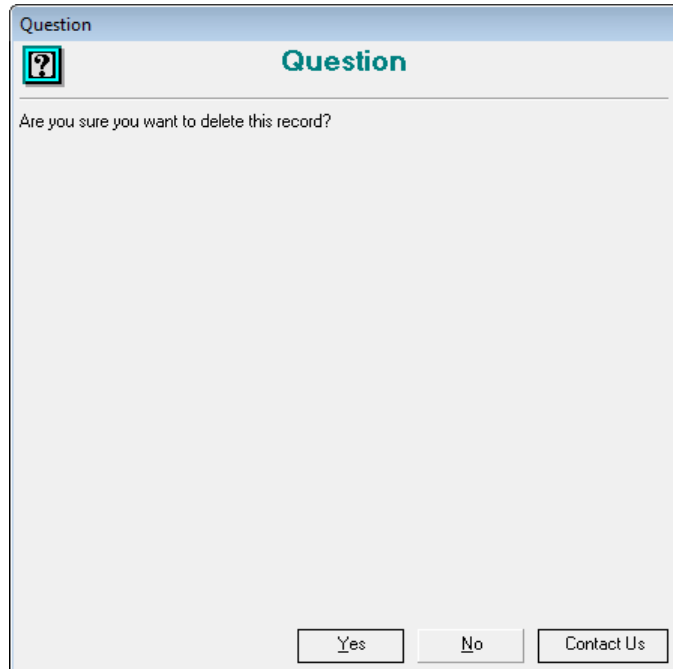 Question
Question
Are you sure you want to delete this record?
Yes
No
Contact Us